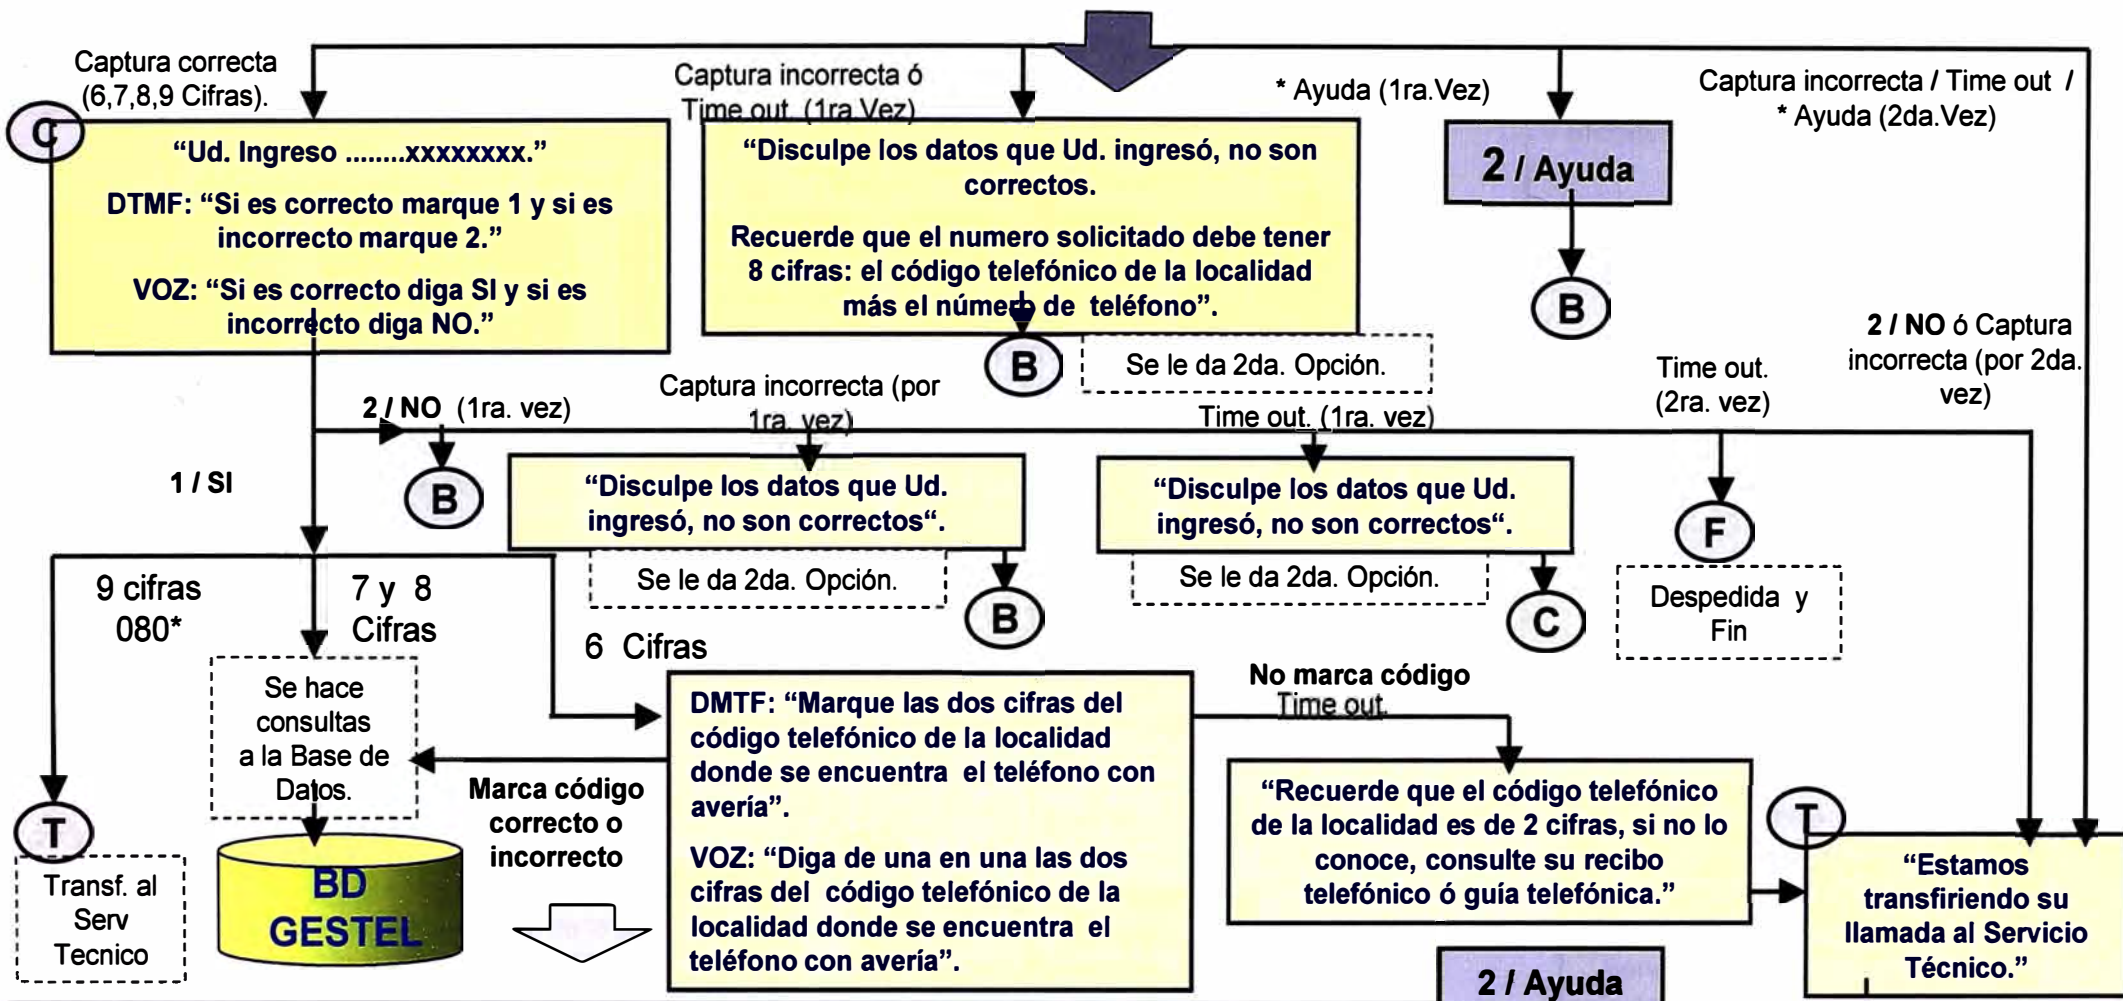 Captura correcta
(6,7,8,9 Cifras).
Captura incorrecta ó
Time out. (1ra.Vez)
* Ayuda (1ra.Vez)
Captura incorrecta / Time out /
* Ayuda (2da.Vez)
C
“Ud. Ingreso ........xxxxxxxx.”
DTMF: “Si es correcto marque 1 y si es
incorrecto marque 2.”
VOZ: “Si es correcto diga SI y si es
incorrecto diga NO.”
“Disculpe los datos que Ud. ingresó, no son
correctos.
Recuerde que el numero solicitado debe tener
8 cifras: el código telefónico de la localidad
más el número de teléfono”.
2 / Ayuda
B
B
Se le da 2da. Opción.
2 / NO ó Captura
incorrecta (por 2da.
vez)
2 / NO (1ra. vez)
Captura incorrecta (por
1ra. vez)
Time out. (1ra. vez)
Time out.
(2ra. vez)
1 / SI
B
“Disculpe los datos que Ud.
ingresó, no son correctos“.
Se le da 2da. Opción.
B
“Disculpe los datos que Ud.
ingresó, no son correctos“.
Se le da 2da. Opción.
C
F
Despedida y
Fin
9 cifras
080*
7 y 8
Cifras
6 Cifras
Se hace
consultas
a la Base de
Datos.
T
Transf. al
Serv
Tecnico
BD
GESTEL
Marca código
correcto o
incorrecto
DMTF: “Marque las dos cifras del
código telefónico de la localidad
donde se encuentra el teléfono con
avería”.
VOZ: “Diga de una en una las dos
cifras del código telefónico de la
localidad donde se encuentra el
teléfono con avería”.
No marca código
Time out.
“Recuerde que el código telefónico
de la localidad es de 2 cifras, si no lo
conoce, consulte su recibo
telefónico ó guía telefónica.”
T
“Estamos
transfiriendo su
llamada al Servicio
Técnico.”
2 / Ayuda